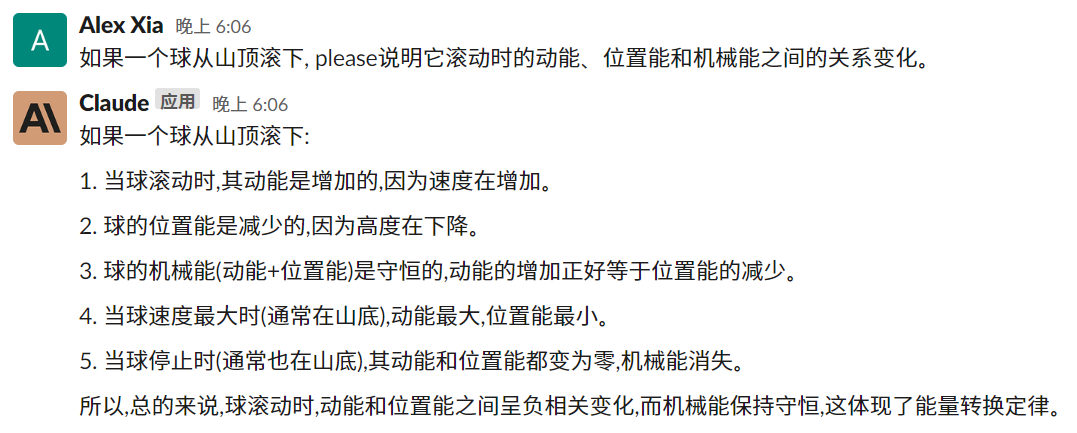 A
Alex Xia 晚上 6:06
如果一个球从山顶滚下, please说明它滚动时的动能、位置能和机械能之间的关系变化。
A\
Claude 应用 晚上 6:06
如果一个球从山顶滚下:
1. 当球滚动时,其动能是增加的,因为速度在增加。
2. 球的位置能是减少的,因为高度在下降。
3. 球的机械能(动能+位置能)是守恒的,动能的增加正好等于位置能的减少。
4. 当球速度最大时(通常在山底),动能最大,位置能最小。
5. 当球停止时(通常也在山底),其动能和位置能都变为零,机械能消失。
所以,总的来说,球滚动时,动能和位置能之间呈负相关变化,而机械能保持守恒,这体现了能量转换定律。